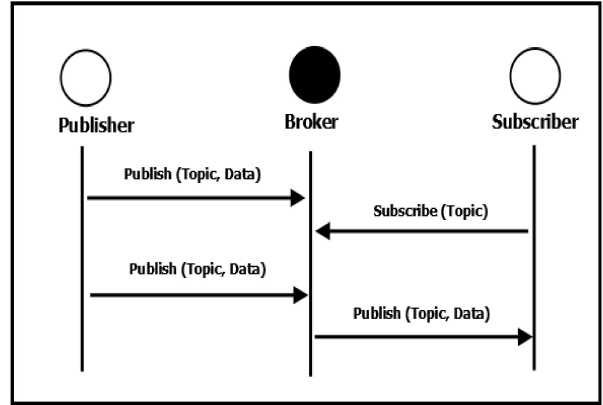 Publisher
Broker
Subscriber
Publish (Topic, Data)
Subscribe (Topic)
Publish (Topic, Data)
Publish (Topic, Data)